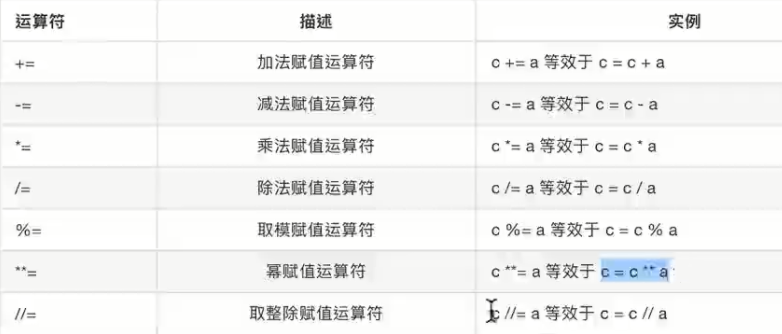 运算符 描述 实例
+= 加法赋值运算符 c += a 等效于 c = c + a
-= 减法赋值运算符 c -= a 等效于 c = c - a
*= 乘法赋值运算符 c *= a 等效于 c = c * a
/= 除法赋值运算符 c /= a 等效于 c = c / a
%= 取模赋值运算符 c %= a 等效于 c = c % a
**= 幂赋值运算符 c **= a 等效于 c = c ** a
//= 取整除赋值运算符 c //= a 等效于 c = c // a